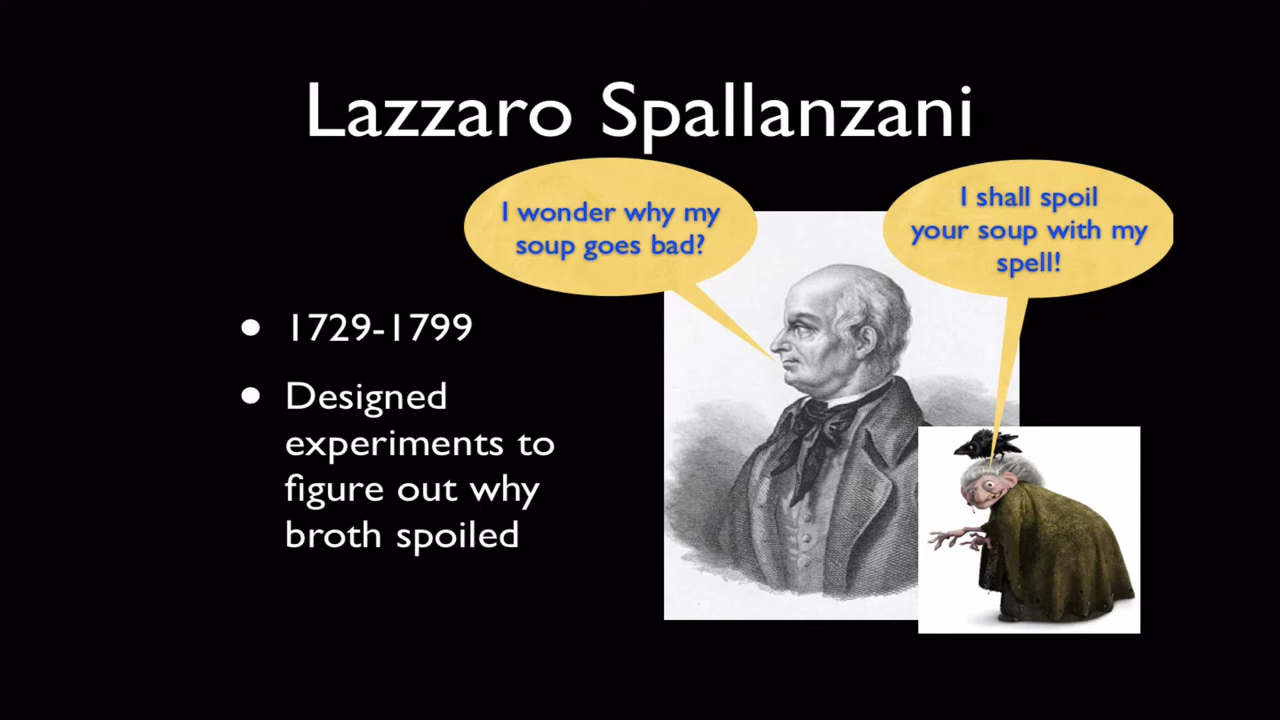 Lazzaro Spallanzani
I wonder why my
soup goes bad?
I shall spoil
your soup with my
spell!
• 1729-1799
• Designed
experiments to
figure out why
broth spoiled